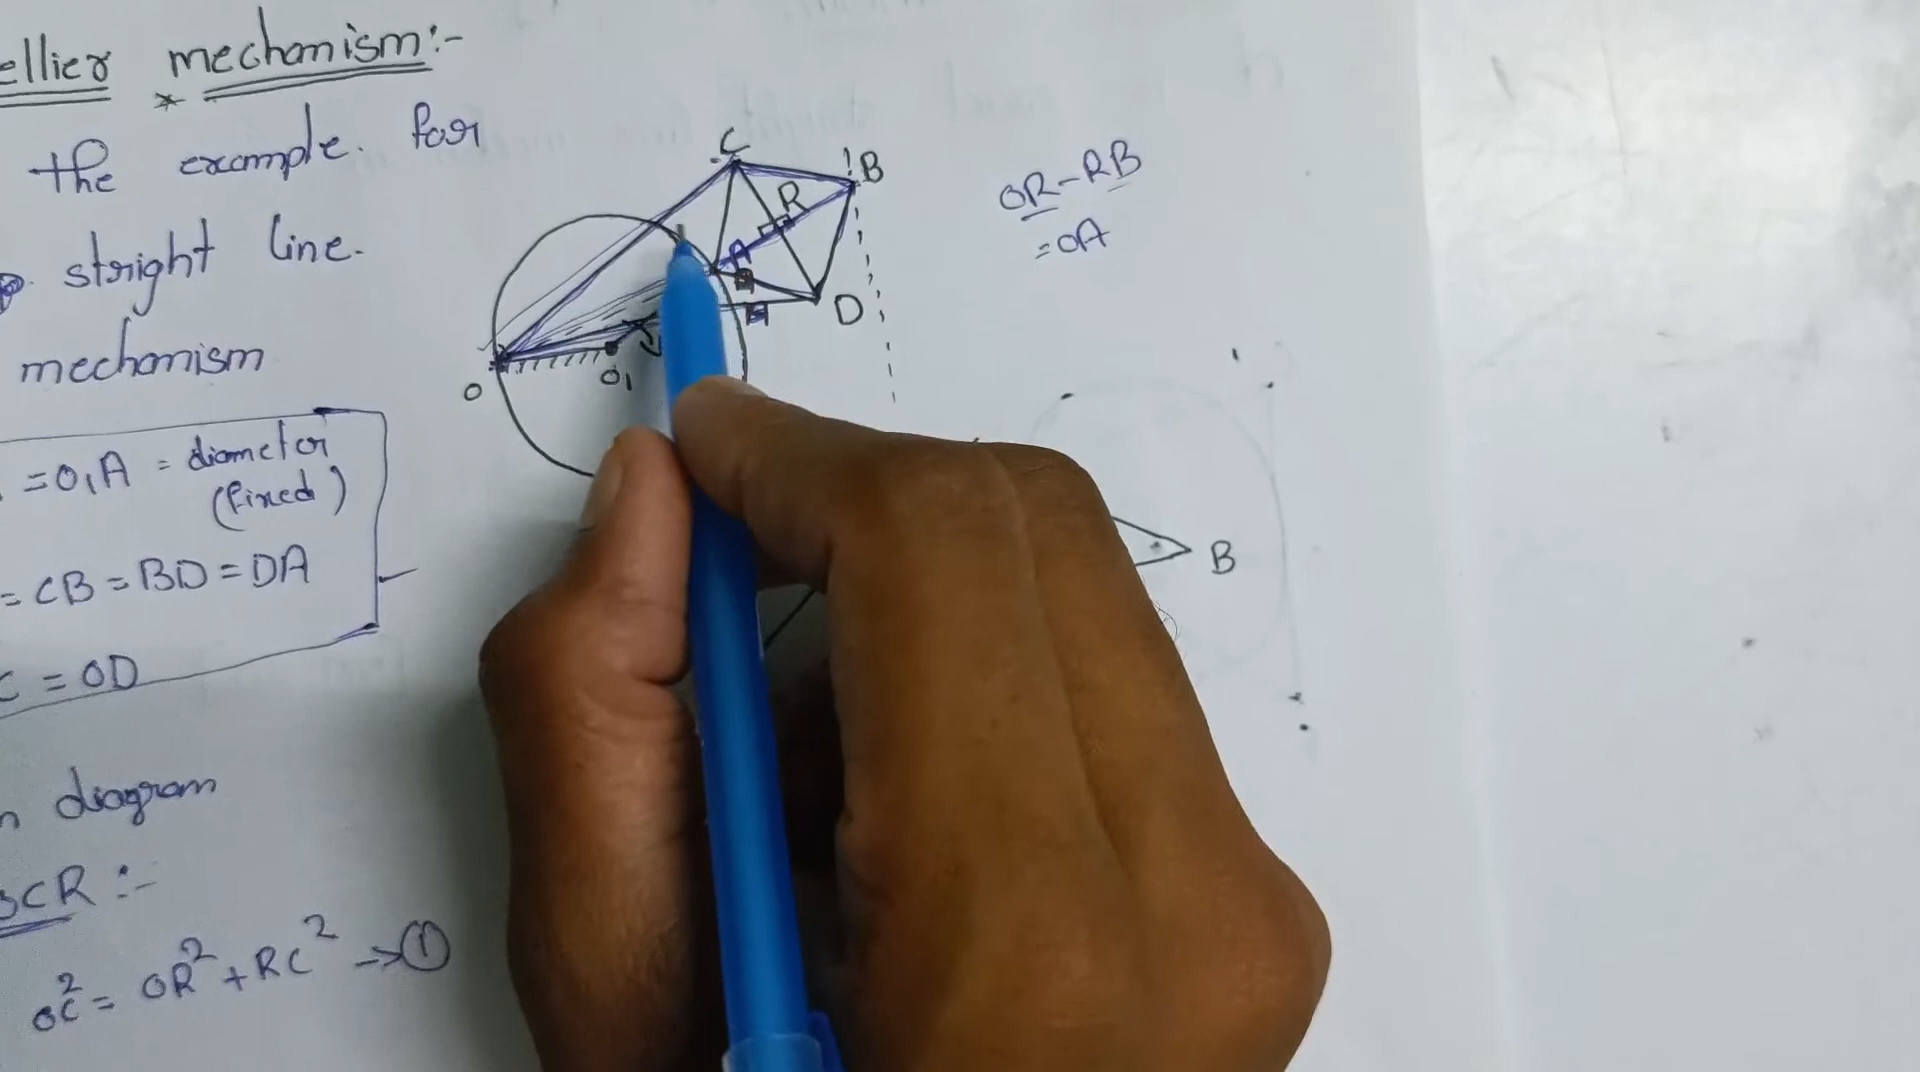 ellier mechanism:-
the example. for
stright line.
mechanism
=O1A = diameter
(fixed)
= CB = BD = DA
C = OD
n diagram
BCR :-
OC² = OR² + RC² → ①
C
B
R
A
D
O
O1
OR - RB
= OA
B